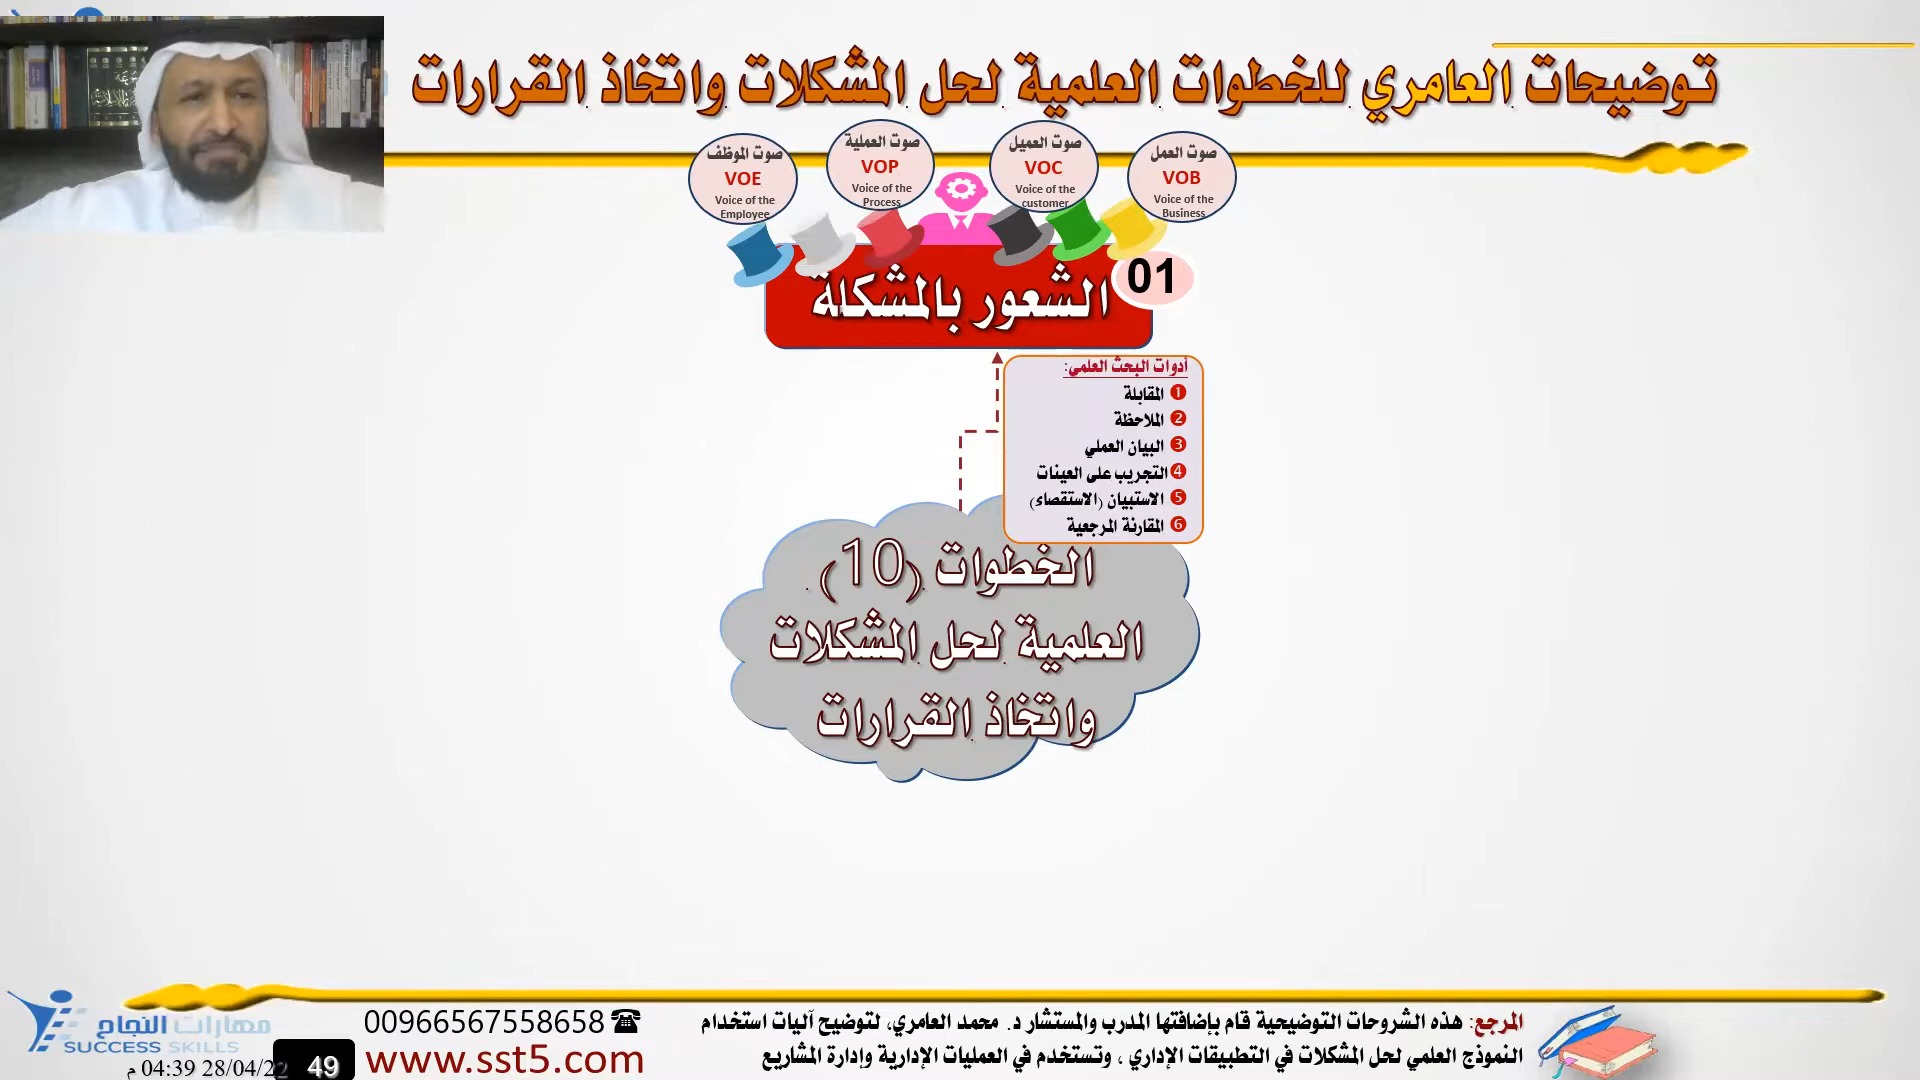 توضيحات العامري للخطوات العلمية لحل المشكلات واتخاذ القرارات
صوت العمل
VOB
Voice of the
Business
صوت العميل
VOC
Voice of the
customer
صوت العملية
VOP
Voice of the
Process
صوت الموظف
VOE
Voice of the
Employee
01
الشعور بالمشكلة
أدوات البحث العلمي:
1 المقابلة
2 الملاحظة
3 البيان العملي
4 التجريب على العينات
5 الاستبيان (الاستقصاء)
6 المقارنة المرجعية
الخطوات (10)
العلمية لحل المشكلات
واتخاذ القرارات
المرجع: هذه الشروحات التوضيحية قام بإضافتها المدرب والمستشار د. محمد العامري، لتوضيح آليات استخدام
النموذج العلمي لحل المشكلات في التطبيقات الإداري ، وتستخدم في العمليات الإدارية وإدارة المشاريع
00966567558658 ☎
www.sst5.com
مهارات النجاح
SUCCESS SKILLS
49
28/04/22 04:39 م